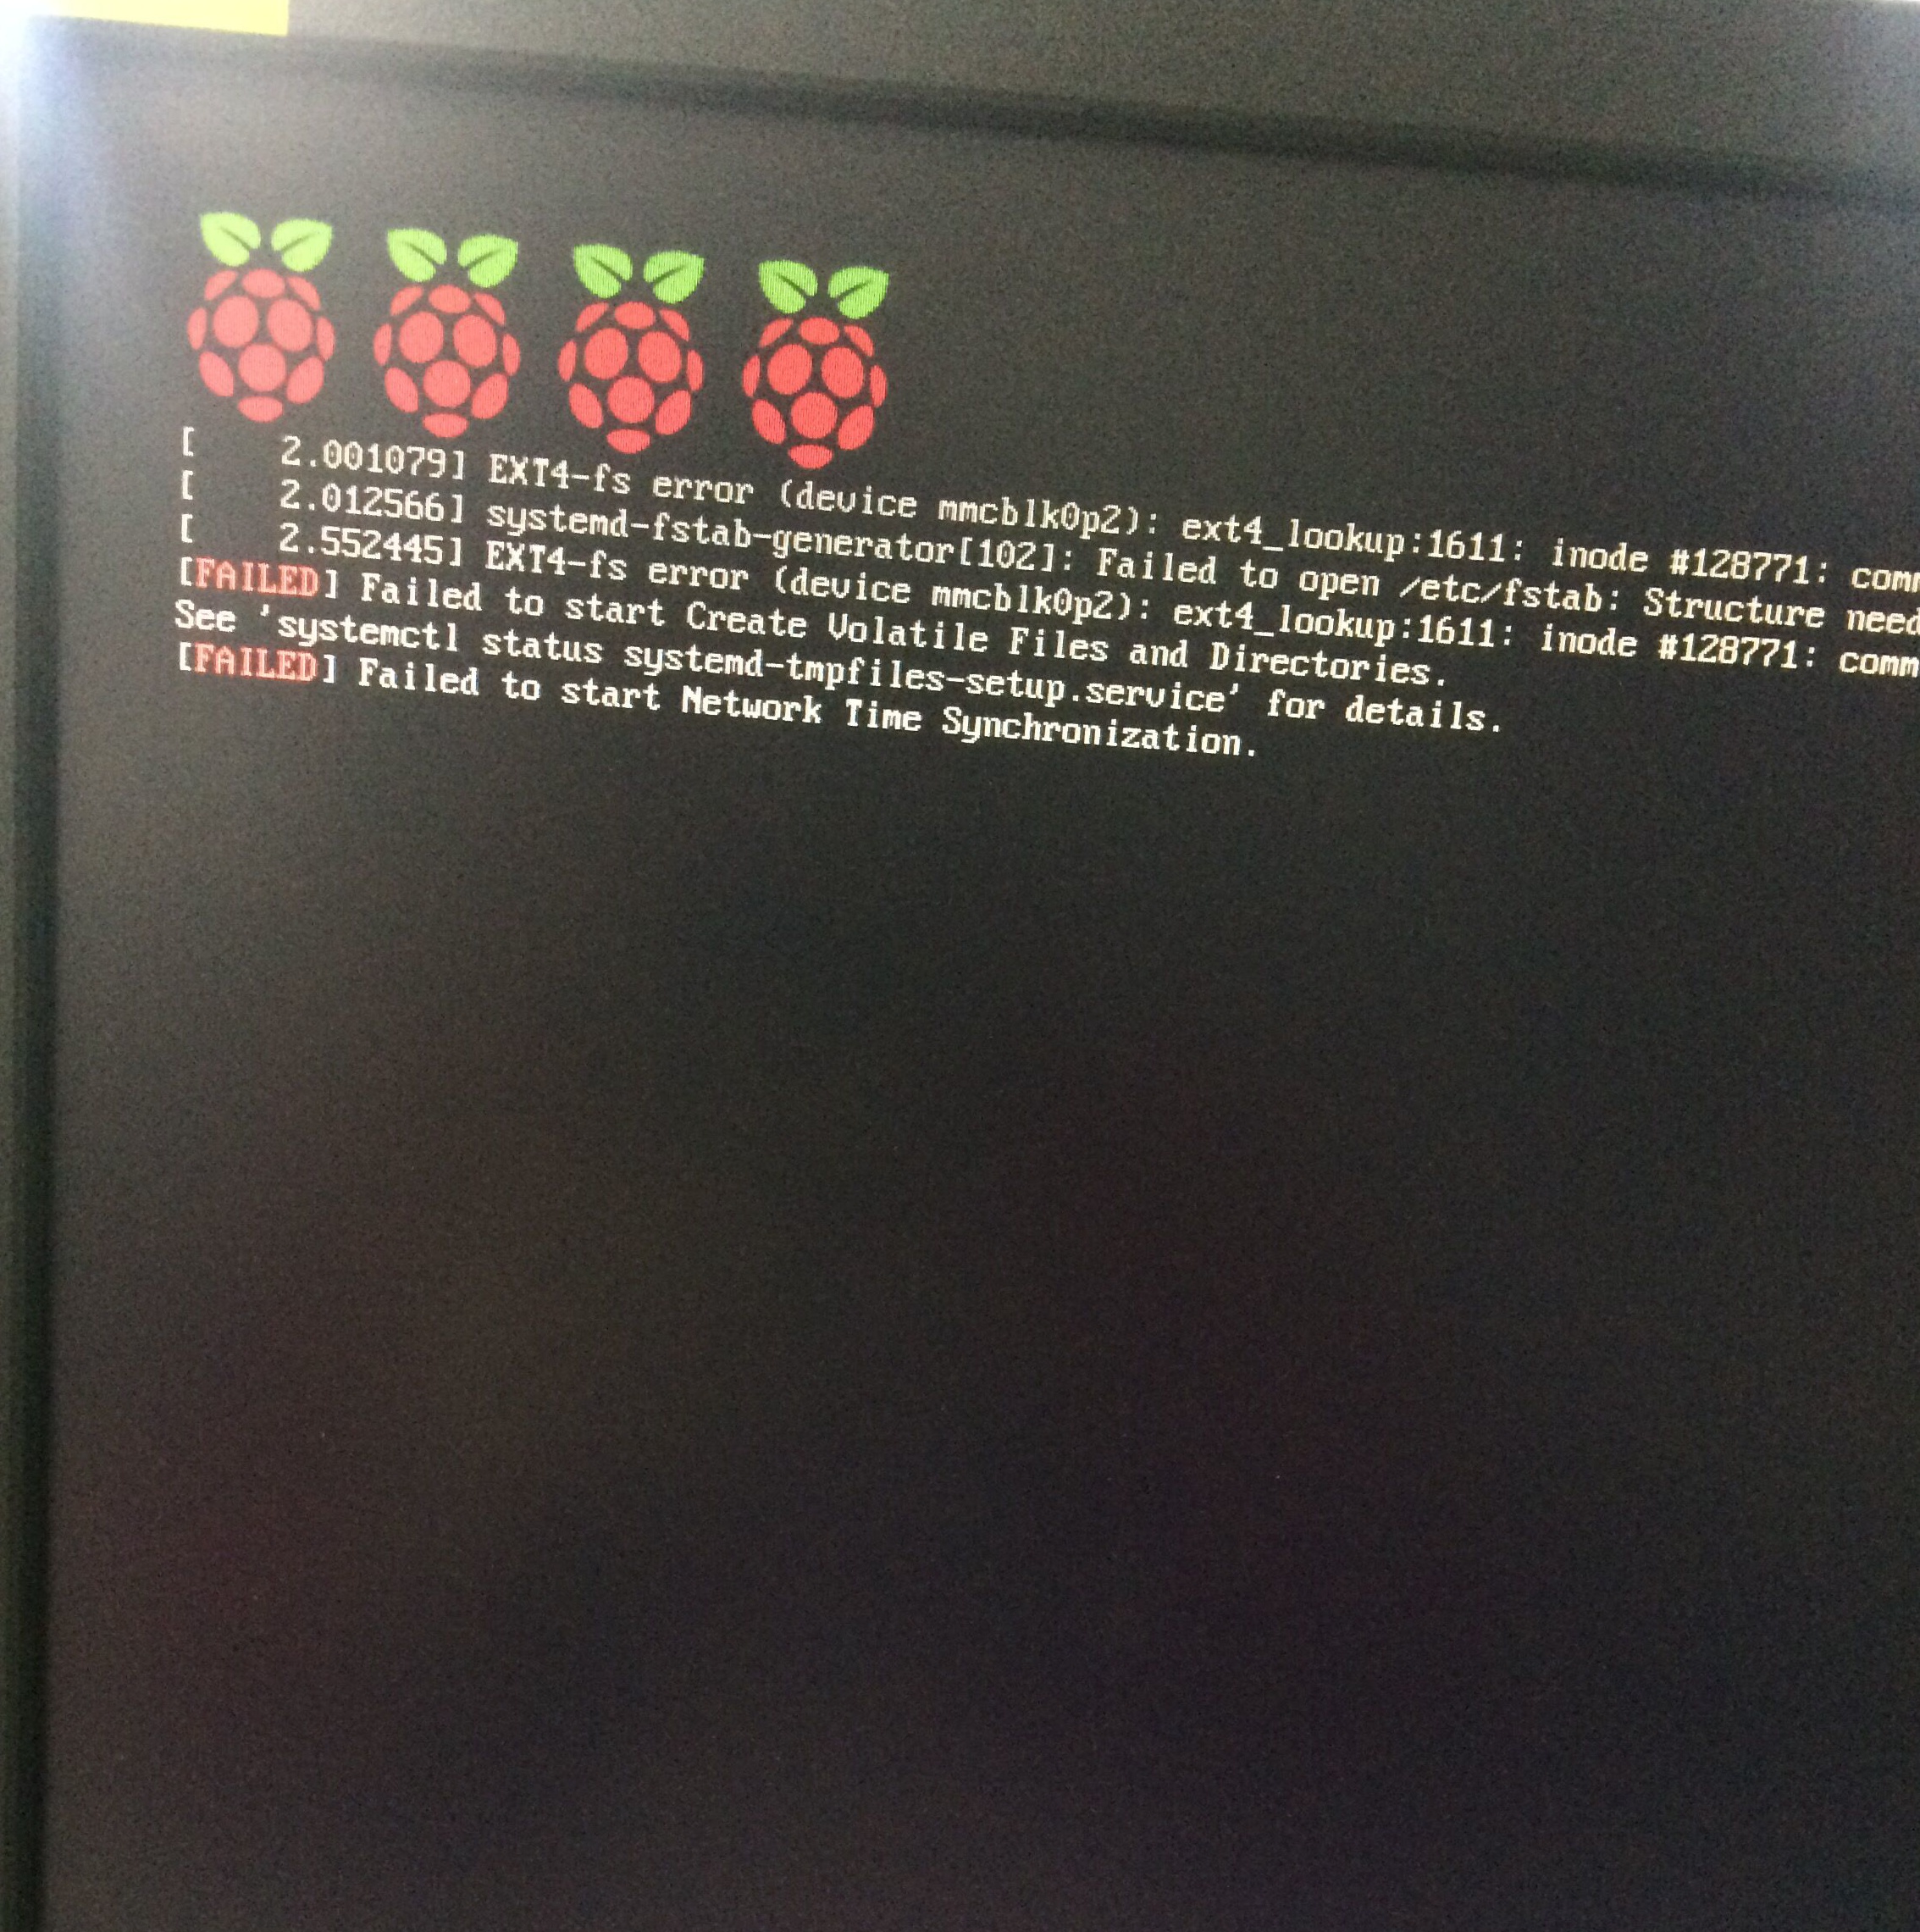 [    2.001079] EXT4-fs error (device mmcblk0p2): ext4_lookup:1611: inode #128771:
[    2.012566] systemd-fstab-generator[102]: Failed to open /etc/fstab: Structure
[    2.552445] EXT4-fs error (device mmcblk0p2): ext4_lookup:1611: inode #128771: comm
[FAILED] Failed to start Create Volatile Files and Directories.
See 'systemctl status systemd-tmpfiles-setup.service' for details.
[FAILED] Failed to start Network Time Synchronization.